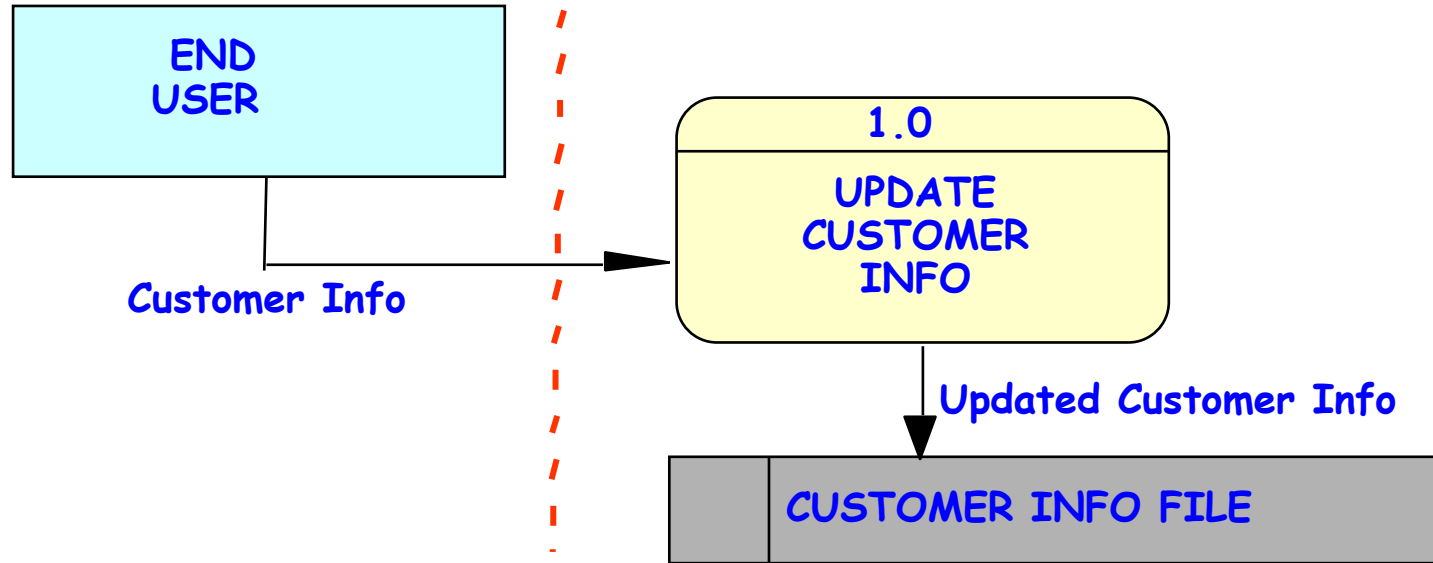 END
USER
1.0
UPDATE
CUSTOMER
INFO
Customer Info
Updated Customer Info
CUSTOMER INFO FILE